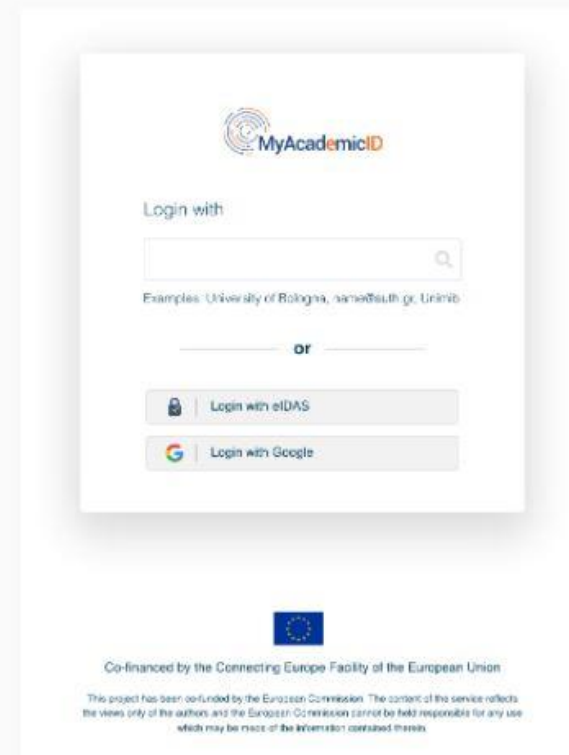 MyAcademicID
Login with
Examples: University of Bologna, name@auth.gr, Unimib
or
Login with eIDAS
Login with Google
Co-financed by the Connecting Europe Facility of the European Union
This project has been co-funded by the European Commission. The content of the service reflects
the views only of the authors and the European Commission cannot be held responsible for any use
which may be made of the information contained therein.